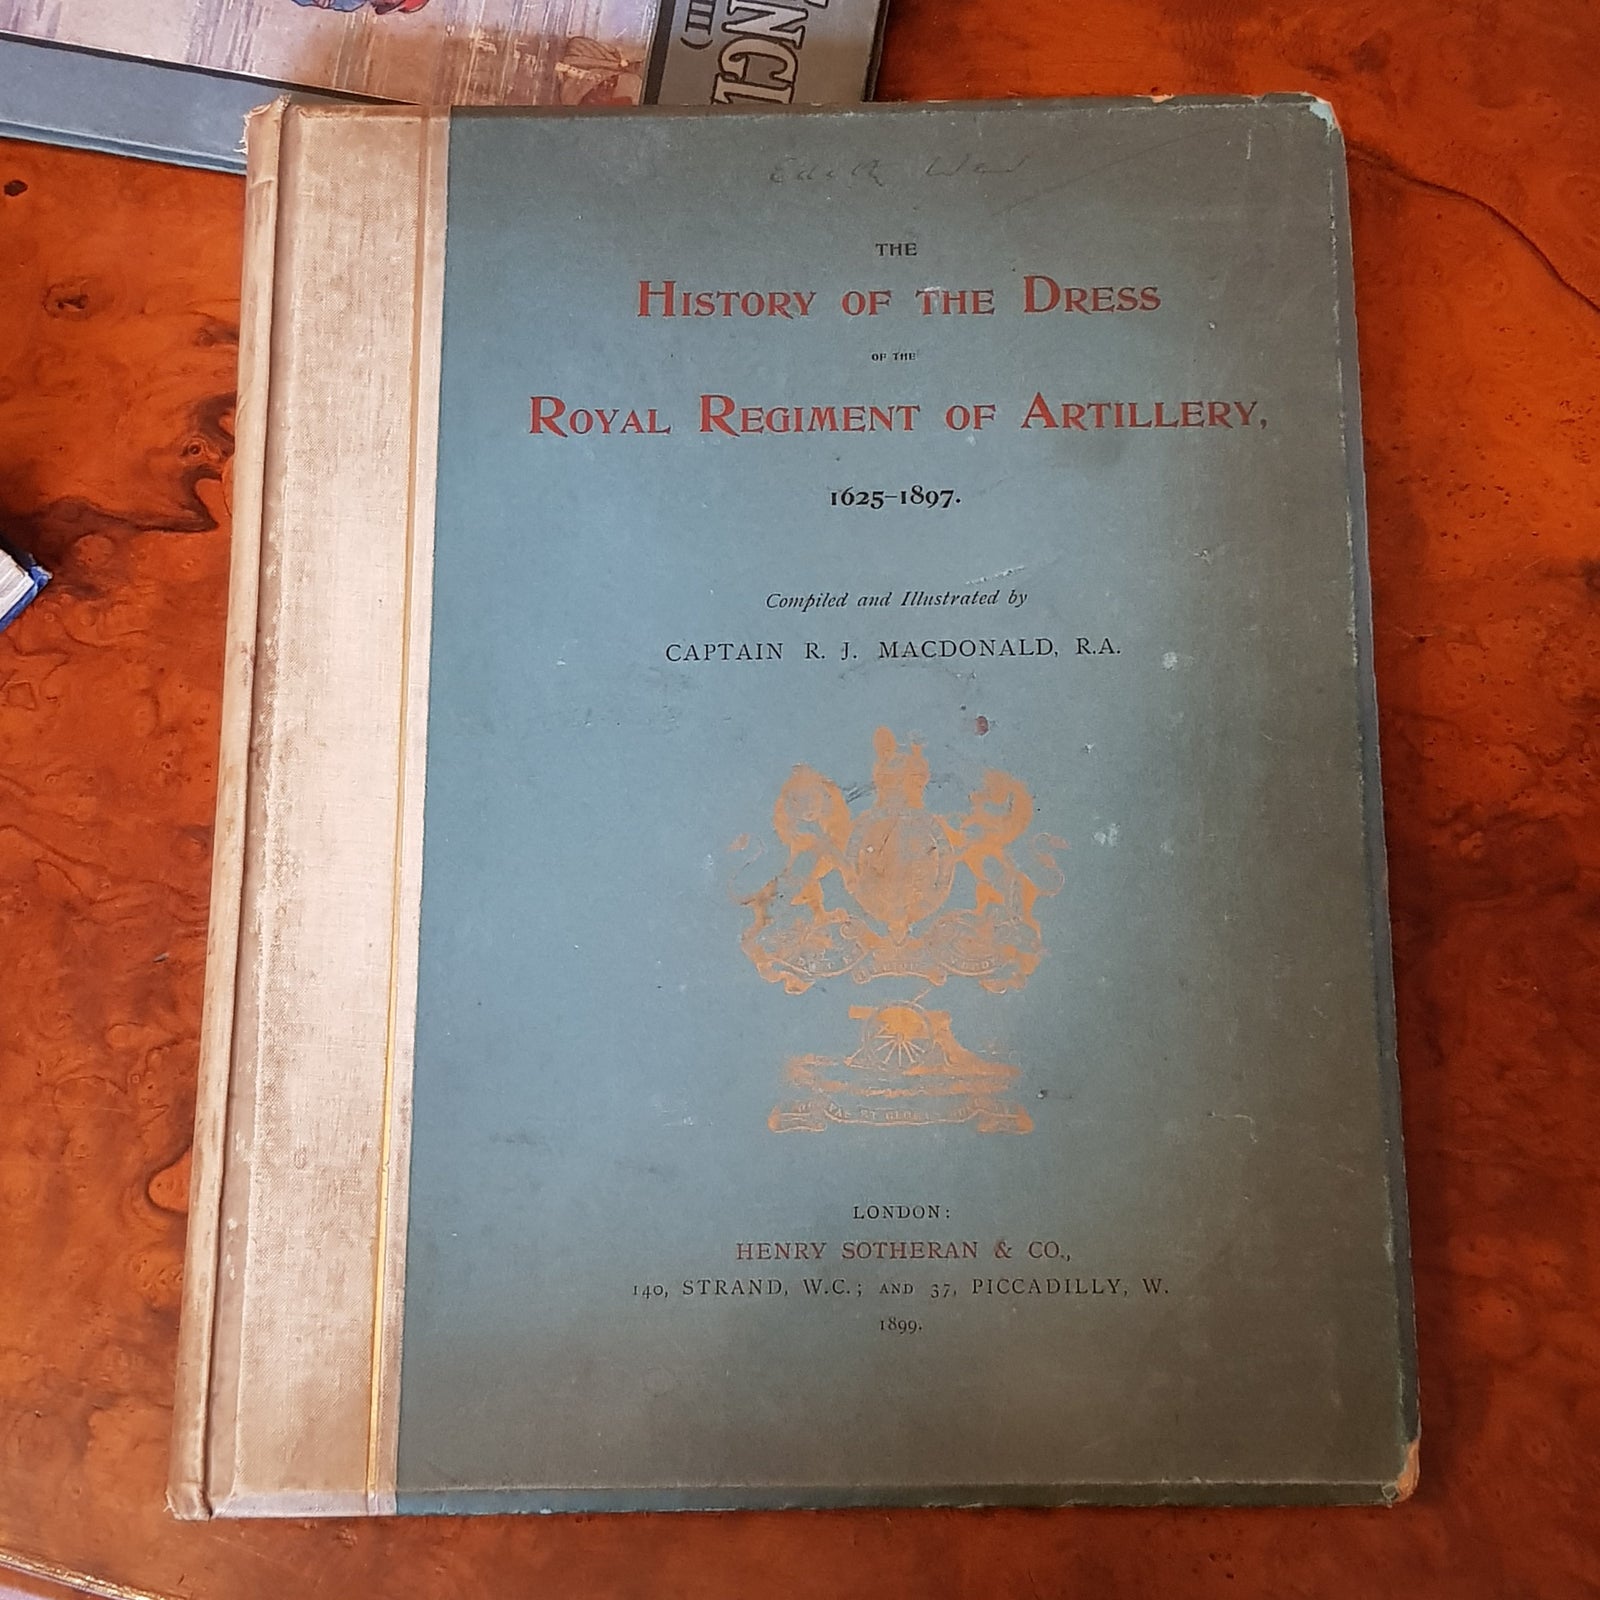 THE
HISTORY OF THE DRESS
OF THE
ROYAL REGIMENT OF ARTILLERY,
1625–1897.
Compiled and Illustrated by
CAPTAIN R. J. MACDONALD, R.A.
LONDON:
HENRY SOTHERAN & CO.,
140, STRAND, W.C.; AND 37, PICCADILLY, W.
1899.